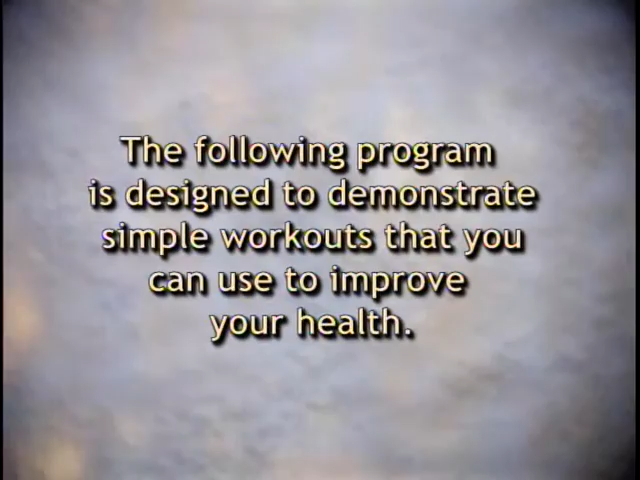 The following program
is designed to demonstrate
simple workouts that you
can use to improve
your health.